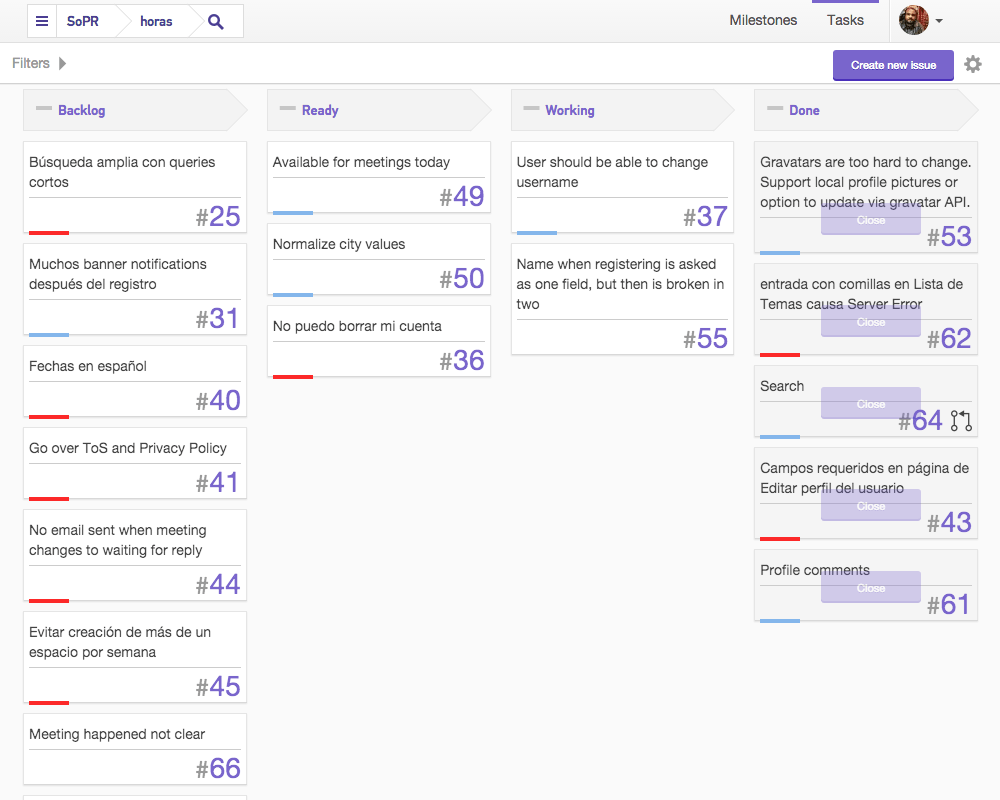 SoPR
horas
Milestones
Tasks
Filters
Create new issue
Backlog
Búsqueda amplia con queries
cortos
#25
Muchos banner notifications
después del registro
#31
Fechas en español
#40
Go over ToS and Privacy Policy
#41
No email sent when meeting
changes to waiting for reply
#44
Evitar creación de más de un
espacio por semana
#45
Meeting happened not clear
#66
Ready
Available for meetings today
#49
Normalize city values
#50
No puedo borrar mi cuenta
#36
Working
User should be able to change
username
#37
Name when registering is asked
as one field, but then is broken in
two
#55
Done
Gravatars are too hard to change.
Support local profile pictures or
option to update via gravatar API.
Close
#53
entrada con comillas en Lista de
Temas causa Server Error
Close
#62
Search
Close
#64
Campos requeridos en página de
Editar perfil del usuario
Close
#43
Profile comments
Close
#61